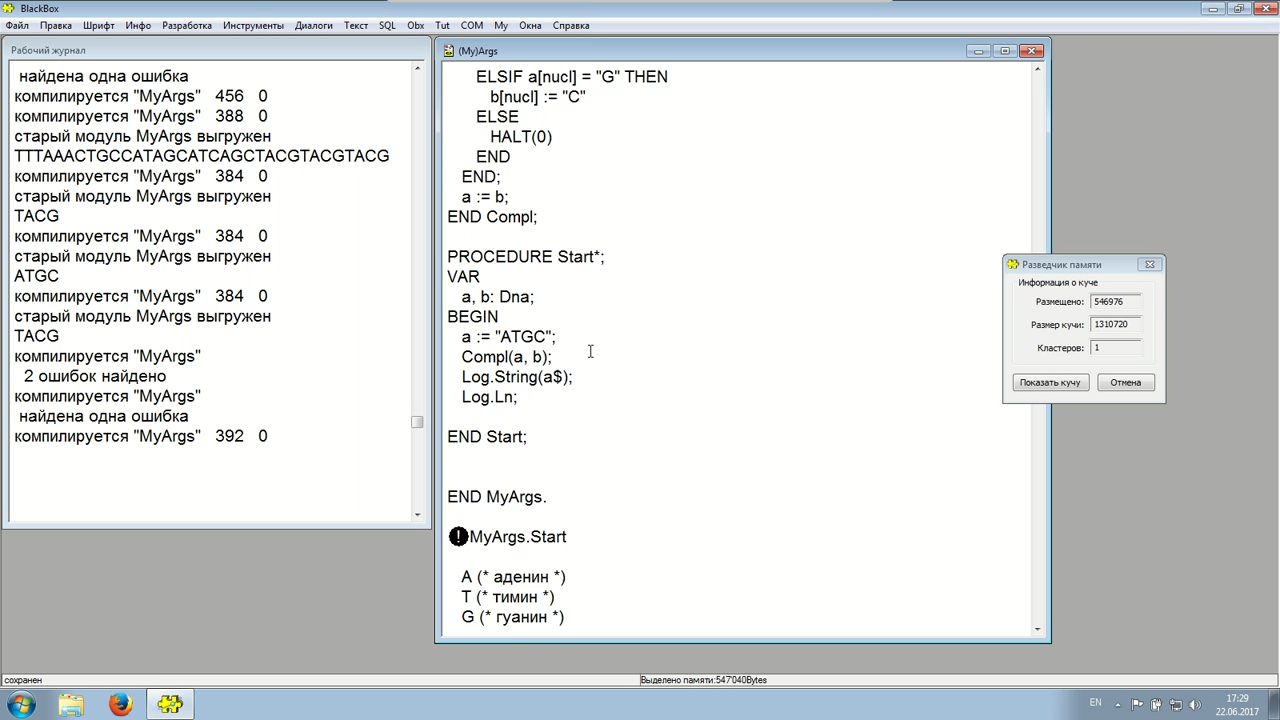 BlackBox
Файл Правка Шрифт Инфо Разработка Инструменты Диалоги Текст SQL Obx Tut COM My Окна Справка
Рабочий журнал
найдена одна ошибка
компилируется "MyArgs" 456 0
компилируется "MyArgs" 388 0
старый модуль MyArgs выгружен
TTTAAACTGCCATAGCATCAGCTACGTACGTACG
компилируется "MyArgs" 384 0
старый модуль MyArgs выгружен
TACG
компилируется "MyArgs" 384 0
старый модуль MyArgs выгружен
ATGC
компилируется "MyArgs" 384 0
старый модуль MyArgs выгружен
TACG
компилируется "MyArgs"
2 ошибок найдено
компилируется "MyArgs"
найдена одна ошибка
компилируется "MyArgs" 392 0
(My)Args
ELSIF a[nucl] = "G" THEN
b[nucl] := "C"
ELSE
HALT(0)
END
END;
a := b;
END Compl;
PROCEDURE Start*;
VAR
a, b: Dna;
BEGIN
a := "ATGC";
Compl(a, b);
Log.String(a$);
Log.Ln;
END Start;
END MyArgs.
!MyArgs.Start
A (* аденин *)
T (* тимин *)
G (* гуанин *)
Разведчик памяти
Информация о куче
Размещено: 546976
Размер кучи: 1310720
Кластеров: 1
Показать кучу Отмена
сохранен
Выделено памяти:547'040Bytes
EN
17:29
22.06.2017